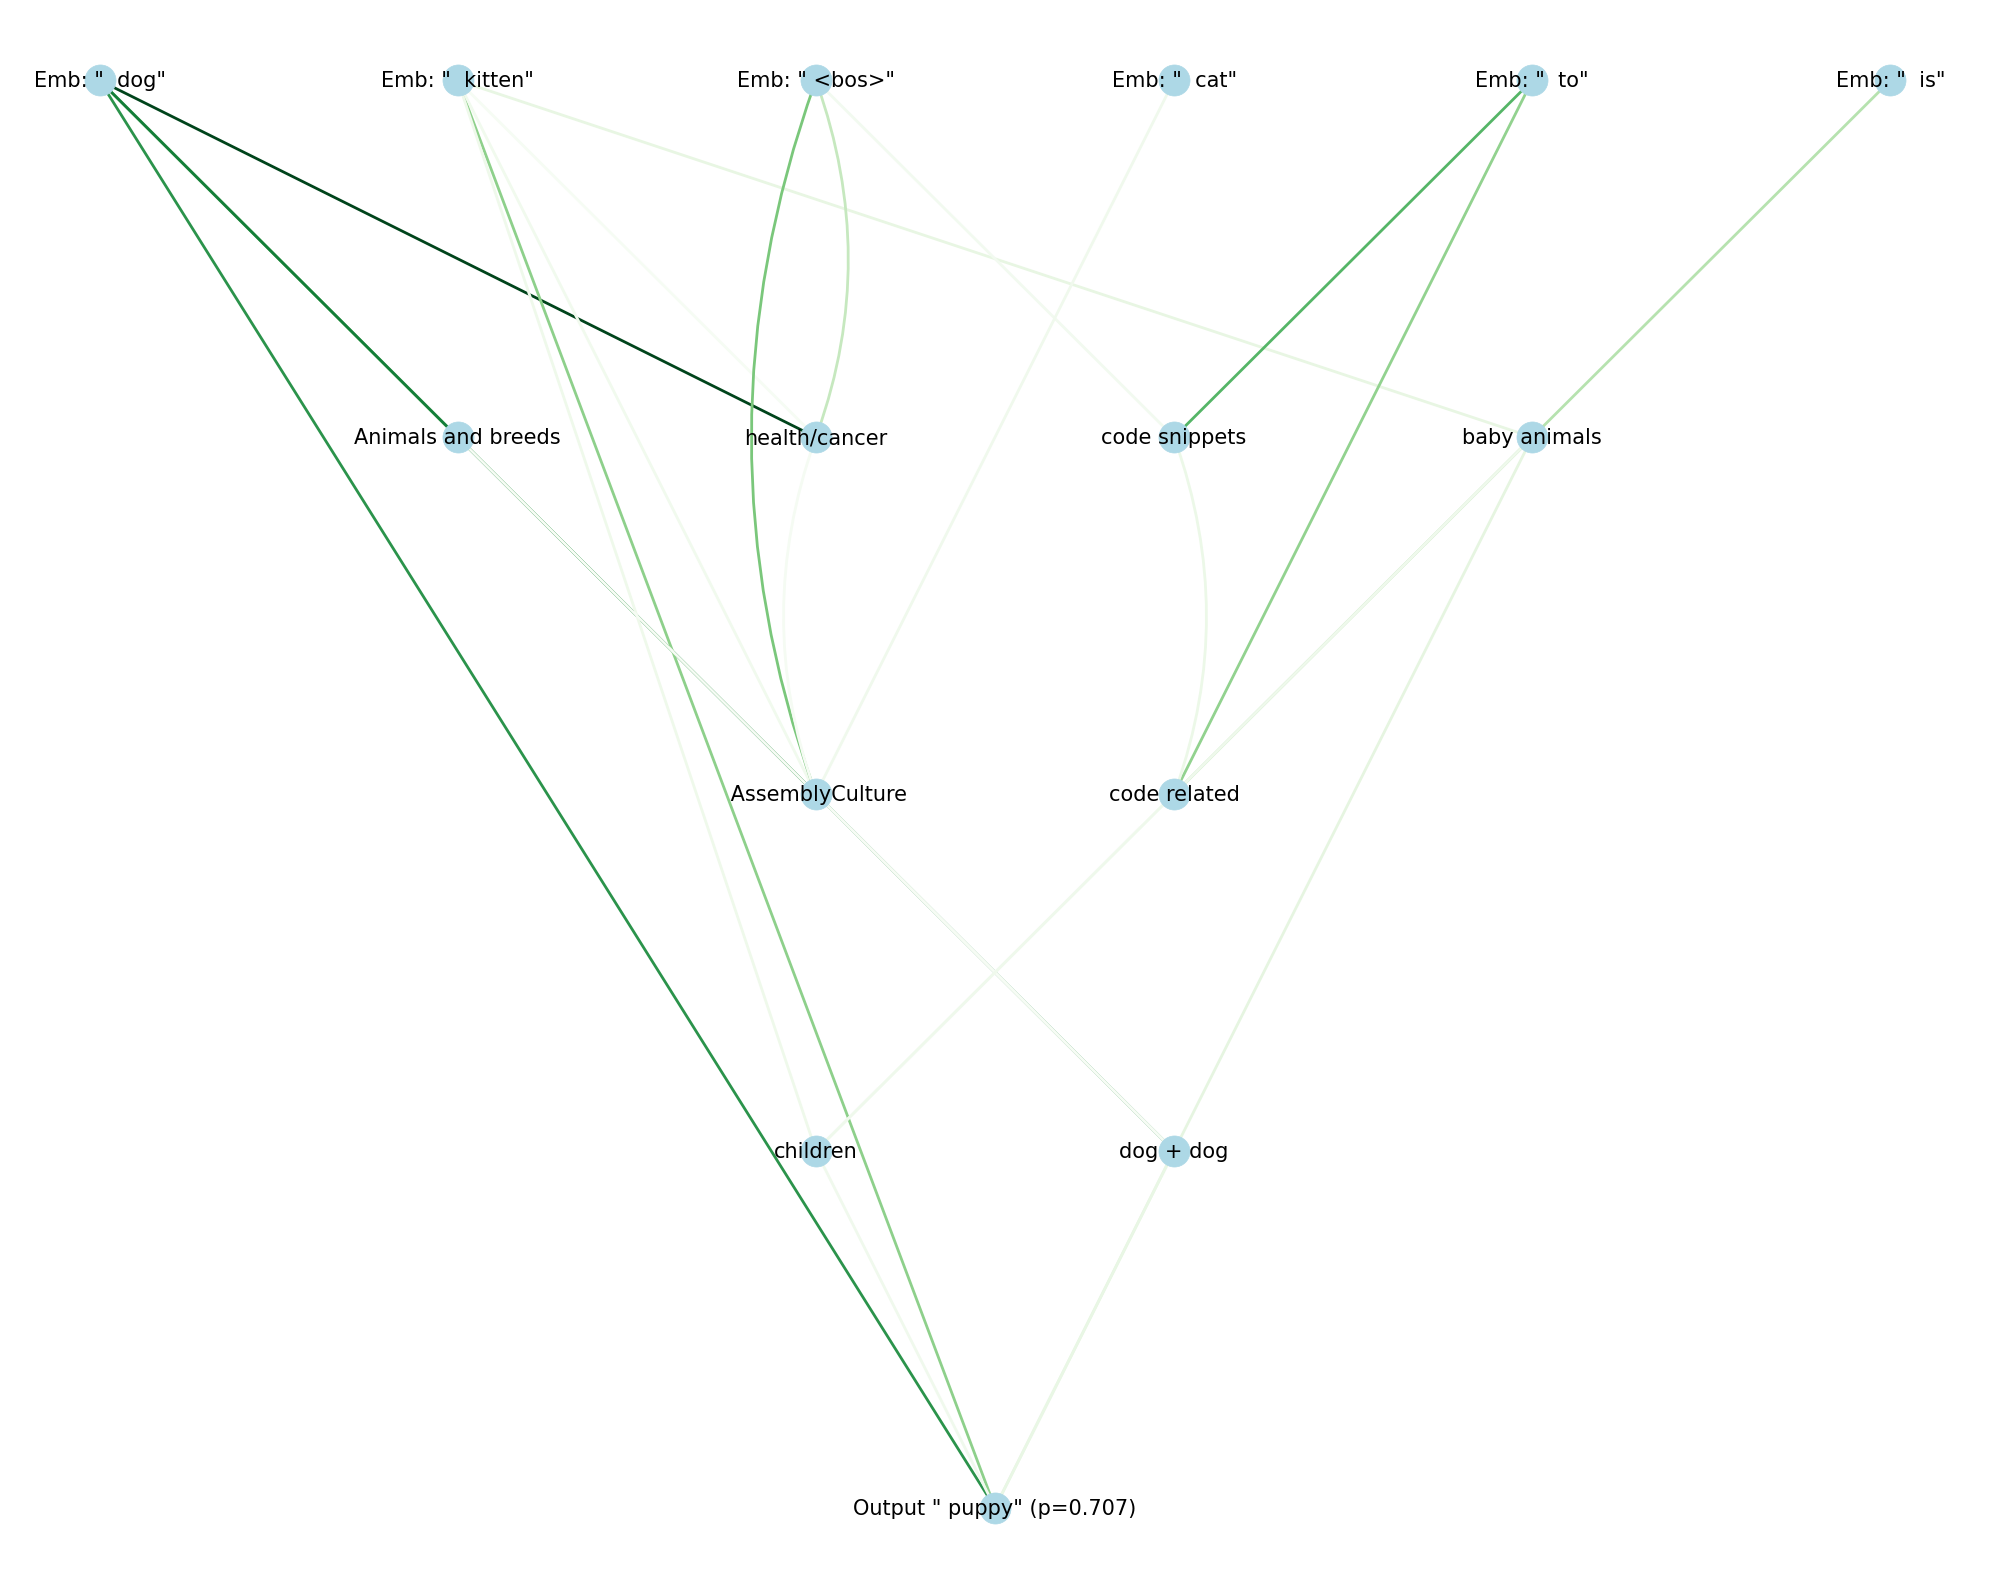 Emb: " dog"
Emb: " kitten"
Emb: " <bos>"
Emb: " cat"
Emb: " to"
Emb: " is"
Animals and breeds
health/cancer
code snippets
baby animals
AssemblyCulture
code related
children
dog + dog
Output " puppy" (p=0.707)